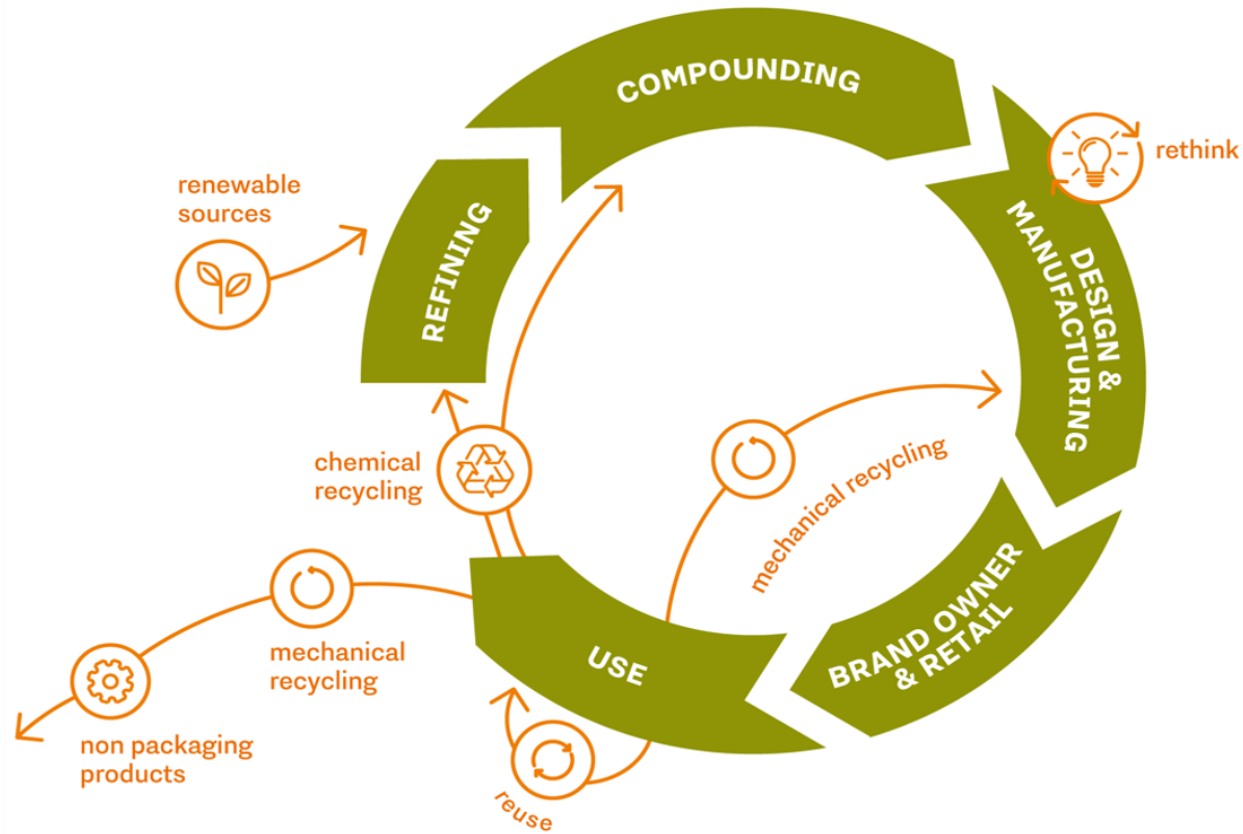 COMPOUNDING
rethink
renewable
sources
REFINING
DESIGN &
MANUFACTURING
chemical
recycling
mechanical recycling
BRAND OWNER
& RETAIL
USE
mechanical
recycling
non packaging
products
reuse